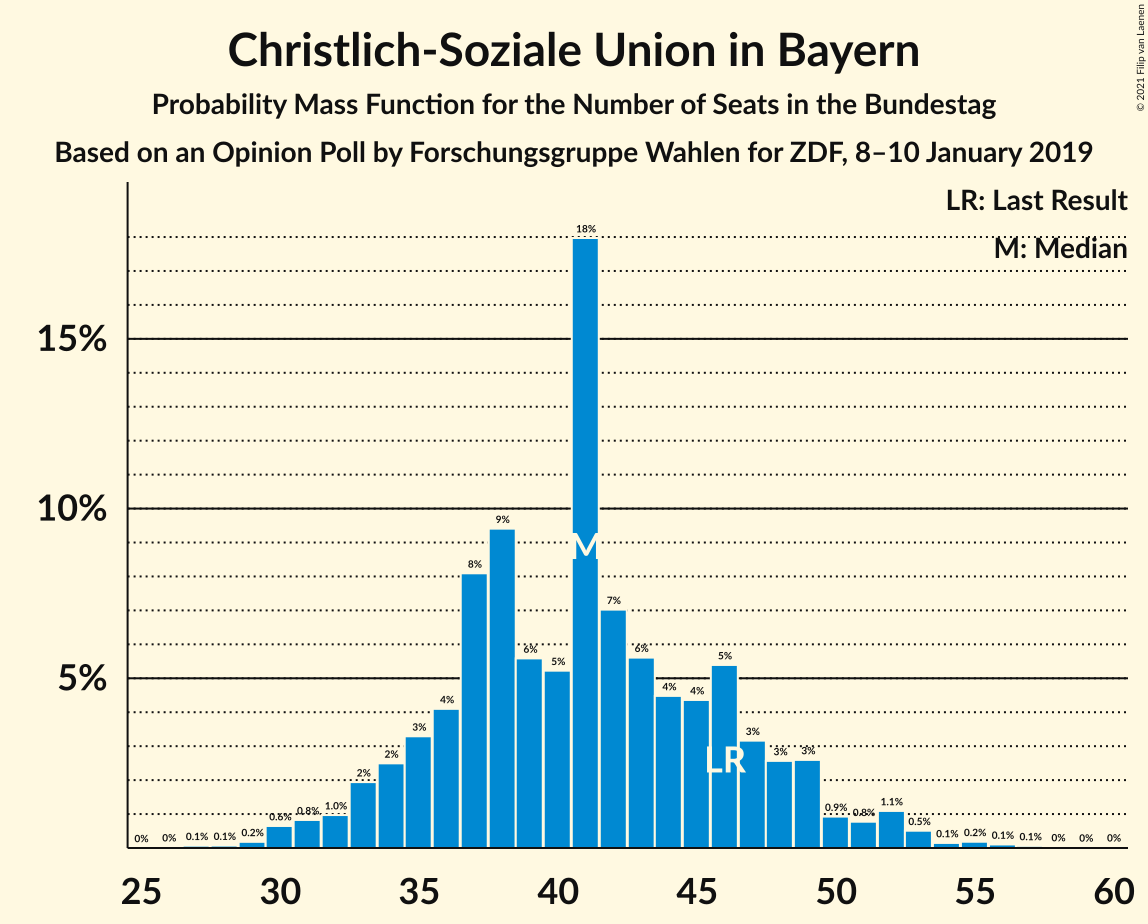 Christlich-Soziale Union in Bayern
Probability Mass Function for the Number of Seats in the Bundestag
Based on an Opinion Poll by Forschungsgruppe Wahlen for ZDF, 8–10 January 2019
© 2021 Filip van Laenen
LR: Last Result
M: Median
15%
10%
5%
0% 0% 0.1% 0.1% 0.2% 0.6% 0.8% 1.0% 2% 2% 3% 4% 8% 9% 6% 5% 18% 7% 6% 4% 4% 5% 3% 3% 3% 0.9% 0.8% 1.1% 0.5% 0.1% 0.2% 0.1% 0.1% 0% 0% 0%
M
LR
25 30 35 40 45 50 55 60